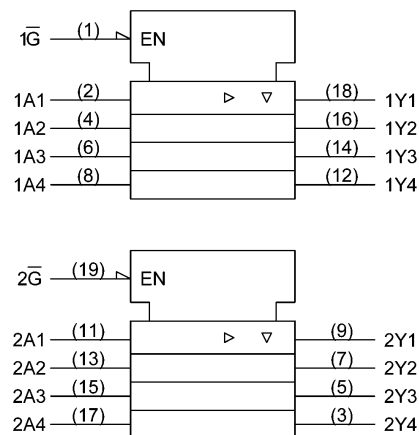 1G̅ (1) EN
1A1 (2) (18) 1Y1
1A2 (4) (16) 1Y2
1A3 (6) (14) 1Y3
1A4 (8) (12) 1Y4
2G̅ (19) EN
2A1 (11) (9) 2Y1
2A2 (13) (7) 2Y2
2A3 (15) (5) 2Y3
2A4 (17) (3) 2Y4